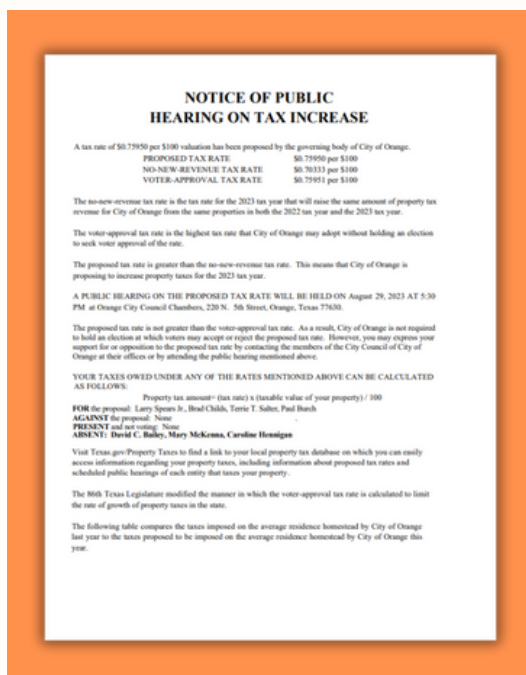 NOTICE OF PUBLIC
HEARING ON TAX INCREASE
A tax rate of $0.75950 per $100 valuation has been proposed by the governing body of City of Orange.
PROPOSED TAX RATE $0.75950 per $100
NO-NEW-REVENUE TAX RATE $0.70333 per $100
VOTER-APPROVAL TAX RATE $0.75951 per $100
The no-new-revenue tax rate is the tax rate for the 2023 tax year that will raise the same amount of property tax
revenue for City of Orange from the same properties in both the 2022 tax year and the 2023 tax year.
The voter-approval tax rate is the highest tax rate that City of Orange may adopt without holding an election
to seek voter approval of the rate.
The proposed tax rate is greater than the no-new-revenue tax rate. This means that City of Orange is
proposing to increase property taxes for the 2023 tax year.
A PUBLIC HEARING ON THE PROPOSED TAX RATE WILL BE HELD ON August 29, 2023 AT 5:30
PM at Orange City Council Chambers, 220 N. 5th Street, Orange, Texas 77630.
The proposed tax rate is not greater than the voter-approval tax rate. As a result, City of Orange is not required
to hold an election at which voters may accept or reject the proposed tax rate. However, you may express your
support for or opposition to the proposed tax rate by contacting the members of the City Council of City of
Orange at their offices or by attending the public hearing mentioned above.
YOUR TAXES OWED UNDER ANY OF THE RATES MENTIONED ABOVE CAN BE CALCULATED
AS FOLLOWS:
Property tax amount= (tax rate) x (taxable value of your property) / 100
FOR the proposal: Larry Spears Jr., Brad Childs, Terrie T. Salter, Paul Burch
AGAINST the proposal: None
PRESENT and not voting: None
ABSENT: David C. Bailey, Mary McKenna, Caroline Hennigan
Visit Texas.gov/Property Taxes to find a link to your local property tax database on which you can easily
access information regarding your property taxes, including information about proposed tax rates and
scheduled public hearings of each entity that taxes your property.
The 86th Texas Legislature modified the manner in which the voter-approval tax rate is calculated to limit
the rate of growth of property taxes in the state.
The following table compares the taxes imposed on the average residence homestead by City of Orange
last year to the taxes proposed to be imposed on the average residence homestead by City of Orange this
year.